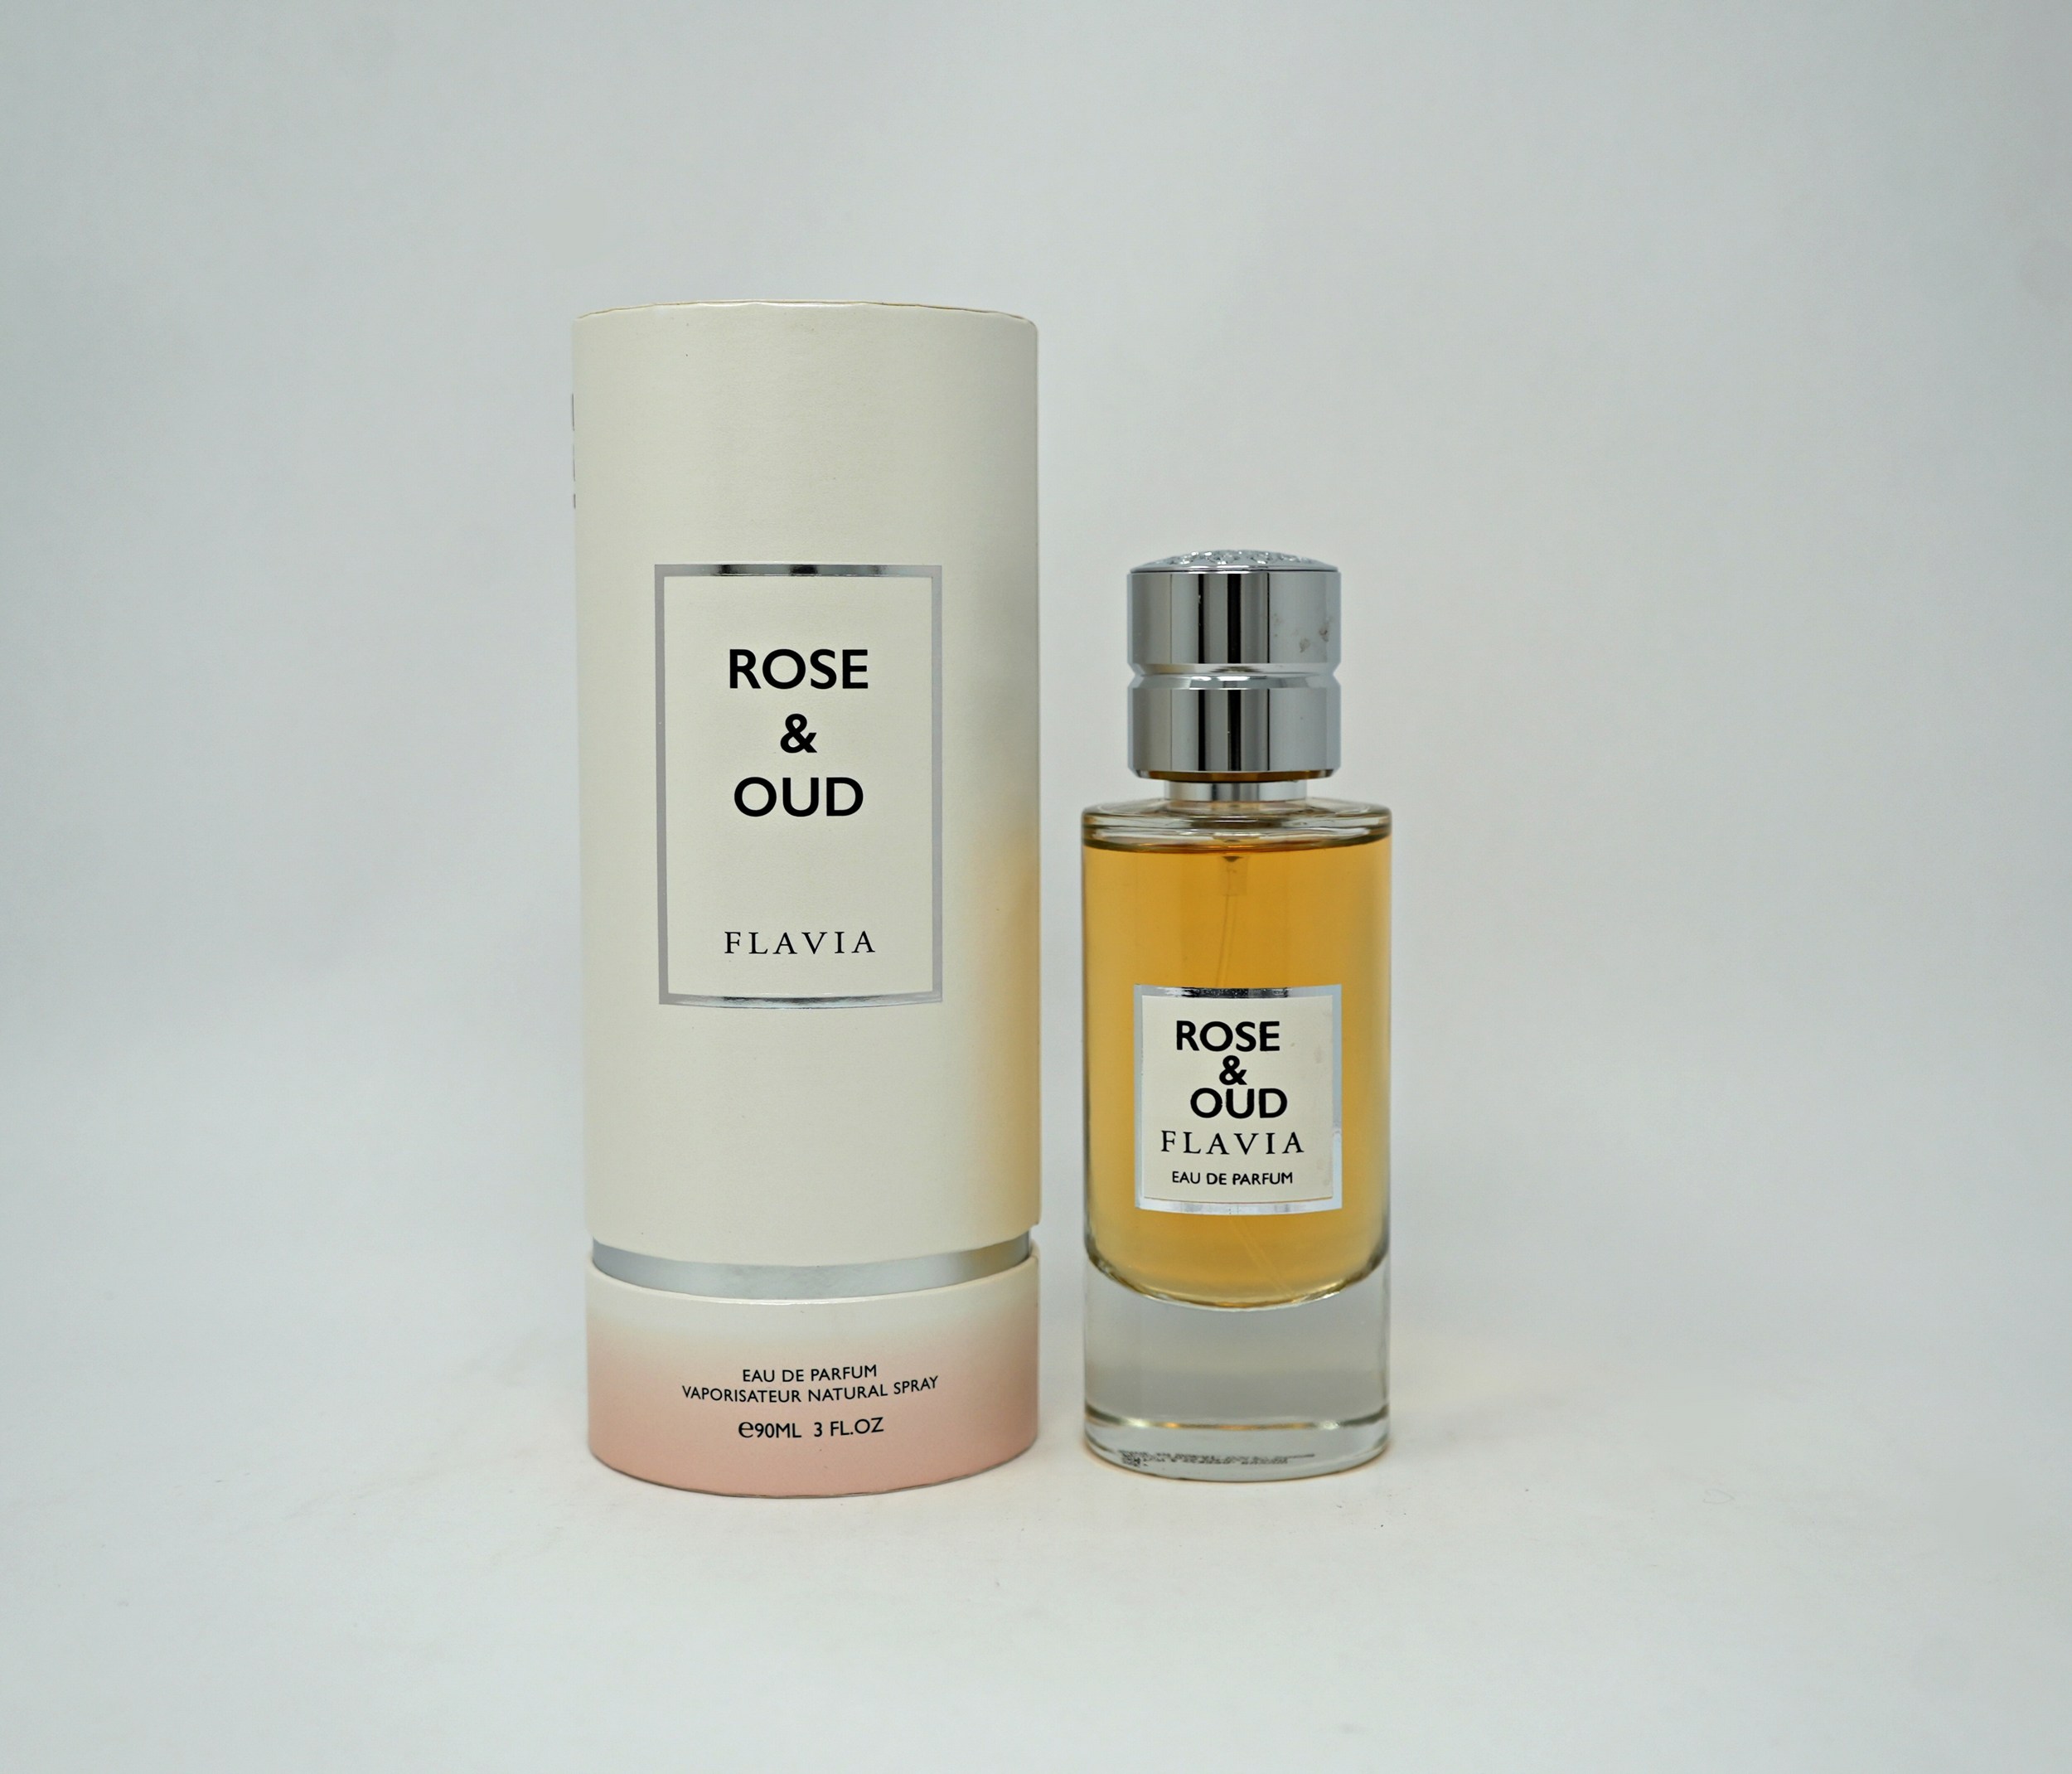 ROSE
&
OUD
FLAVIA
EAU DE PARFUM
VAPORISATEUR NATURAL SPRAY
℮90ML 3 FL.OZ
ROSE
&
OUD
FLAVIA
EAU DE PARFUM